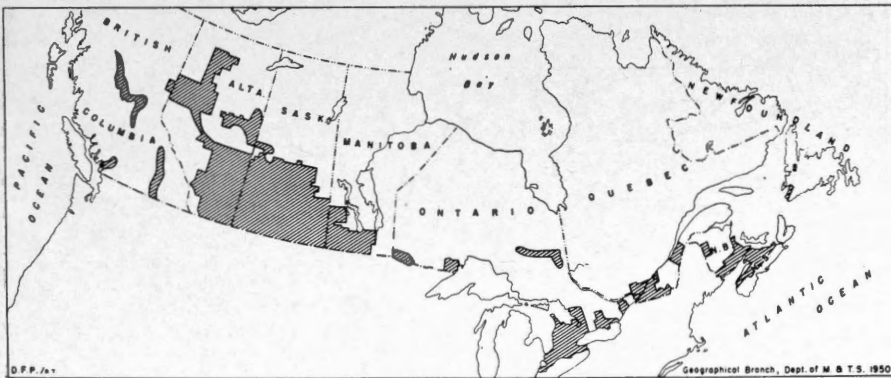 BRITISH
COLUMBIA
PACIFIC
OCEAN
ALTA.
SASK.
MANITOBA
Hudson
Bay
ONTARIO
QUEBEC
NEWFOUNDLAND
N.B.
ATLANTIC
OCEAN
D.F.P./
Geographical Branch, Dept. of M & T.S. 1950